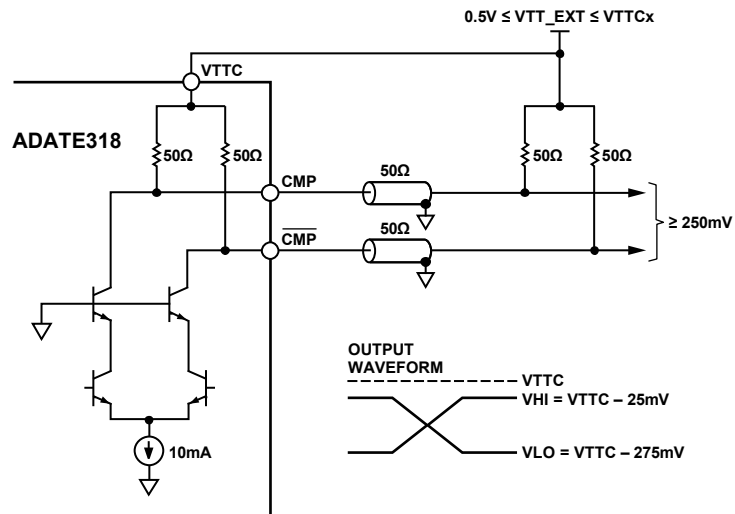 0.5V ≤ VTT_EXT ≤ VTTCx
VTTC
ADATE318
50Ω 50Ω
50Ω 50Ω
CMP
50Ω
≥ 250mV
C̅M̅P̅
50Ω
10mA
OUTPUT
WAVEFORM
VTTC
VHI = VTTC – 25mV
VLO = VTTC – 275mV